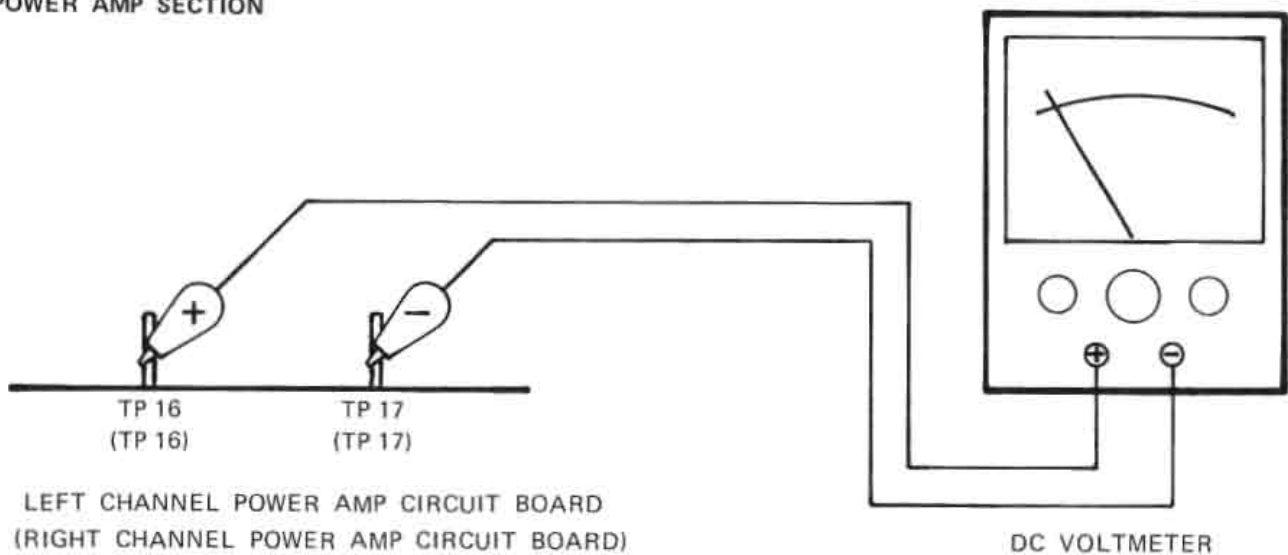 POWER AMP SECTION
+
-
+ -
TP 16 TP 17
(TP 16) (TP 17)
LEFT CHANNEL POWER AMP CIRCUIT BOARD
(RIGHT CHANNEL POWER AMP CIRCUIT BOARD)
DC VOLTMETER